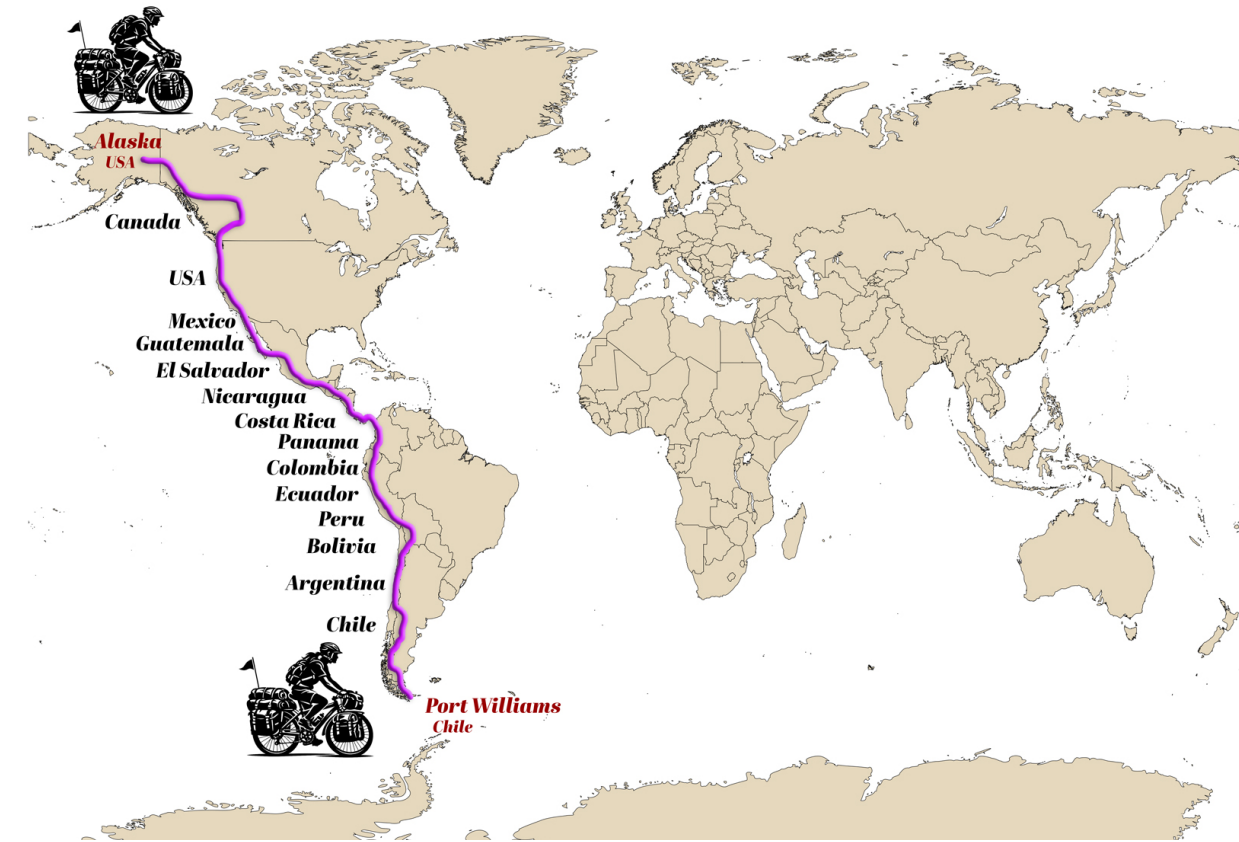 Alaska
USA
Canada
USA
Mexico
Guatemala
El Salvador
Nicaragua
Costa Rica
Panama
Colombia
Ecuador
Peru
Bolivia
Argentina
Chile
Port Williams
Chile